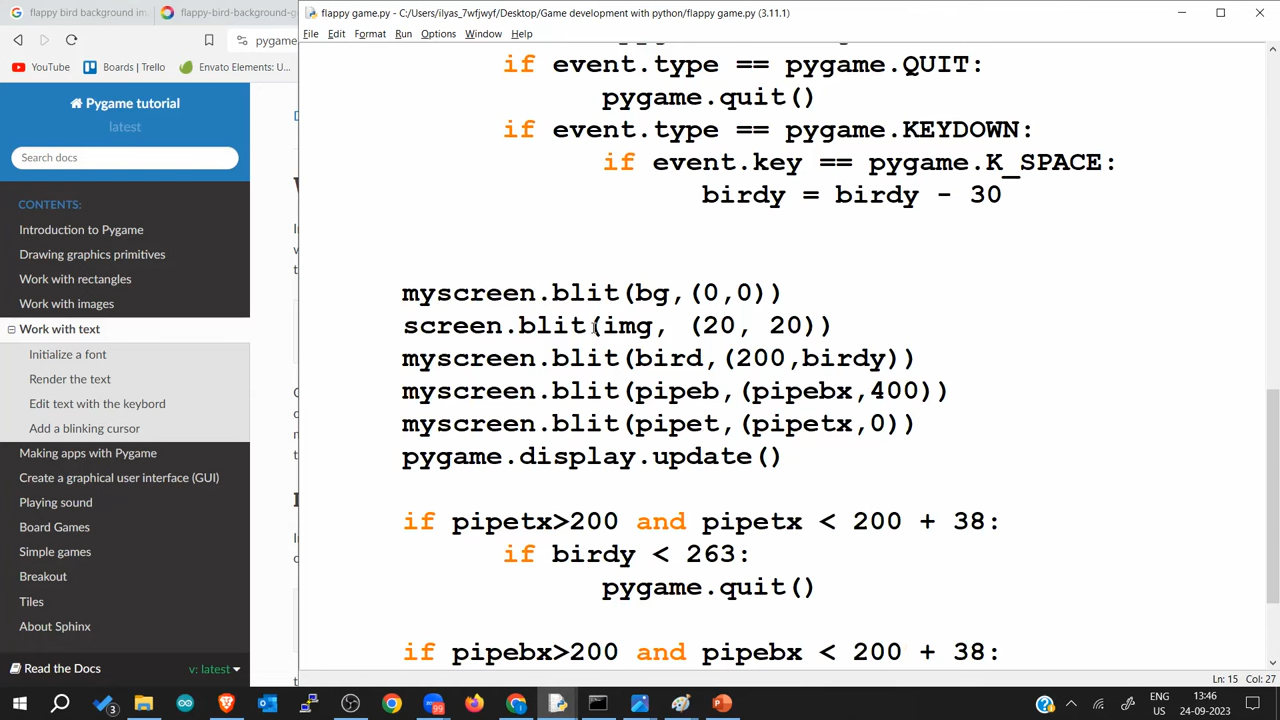 flappy bird background imag
flappy-bird-background-g
flappy game.py - C:/Users/ilyas_7wfjwyf/Desktop/Game development with python/flappy game.py (3.11.1)
pygame
File Edit Format Run Options Window Help
YouTube Boards | Trello Envato Elements: U...
Pygame tutorial
latest
Search docs
CONTENTS:
Introduction to Pygame
Drawing graphics primitives
Work with rectangles
Work with images
Work with text
Initialize a font
Render the text
Edit text with the keybord
Add a blinking cursor
Making apps with Pygame
Create a graphical user interface (GUI)
Playing sound
Board Games
Simple games
Breakout
Tiles
About Sphinx
Read the Docs v: latest
if event.type == pygame.QUIT:
pygame.quit()
if event.type == pygame.KEYDOWN:
if event.key == pygame.K_SPACE:
birdy = birdy - 30
myscreen.blit(bg,(0,0))
screen.blit(img, (20, 20))
myscreen.blit(bird,(200,birdy))
myscreen.blit(pipeb,(pipebx,400))
myscreen.blit(pipet,(pipetx,0))
pygame.display.update()
if pipetx>200 and pipetx < 200 + 38:
if birdy < 263:
pygame.quit()
if pipebx>200 and pipebx < 200 + 38:
Ln: 15 Col: 27
3
99
ENG
US
13:46
24-09-2023